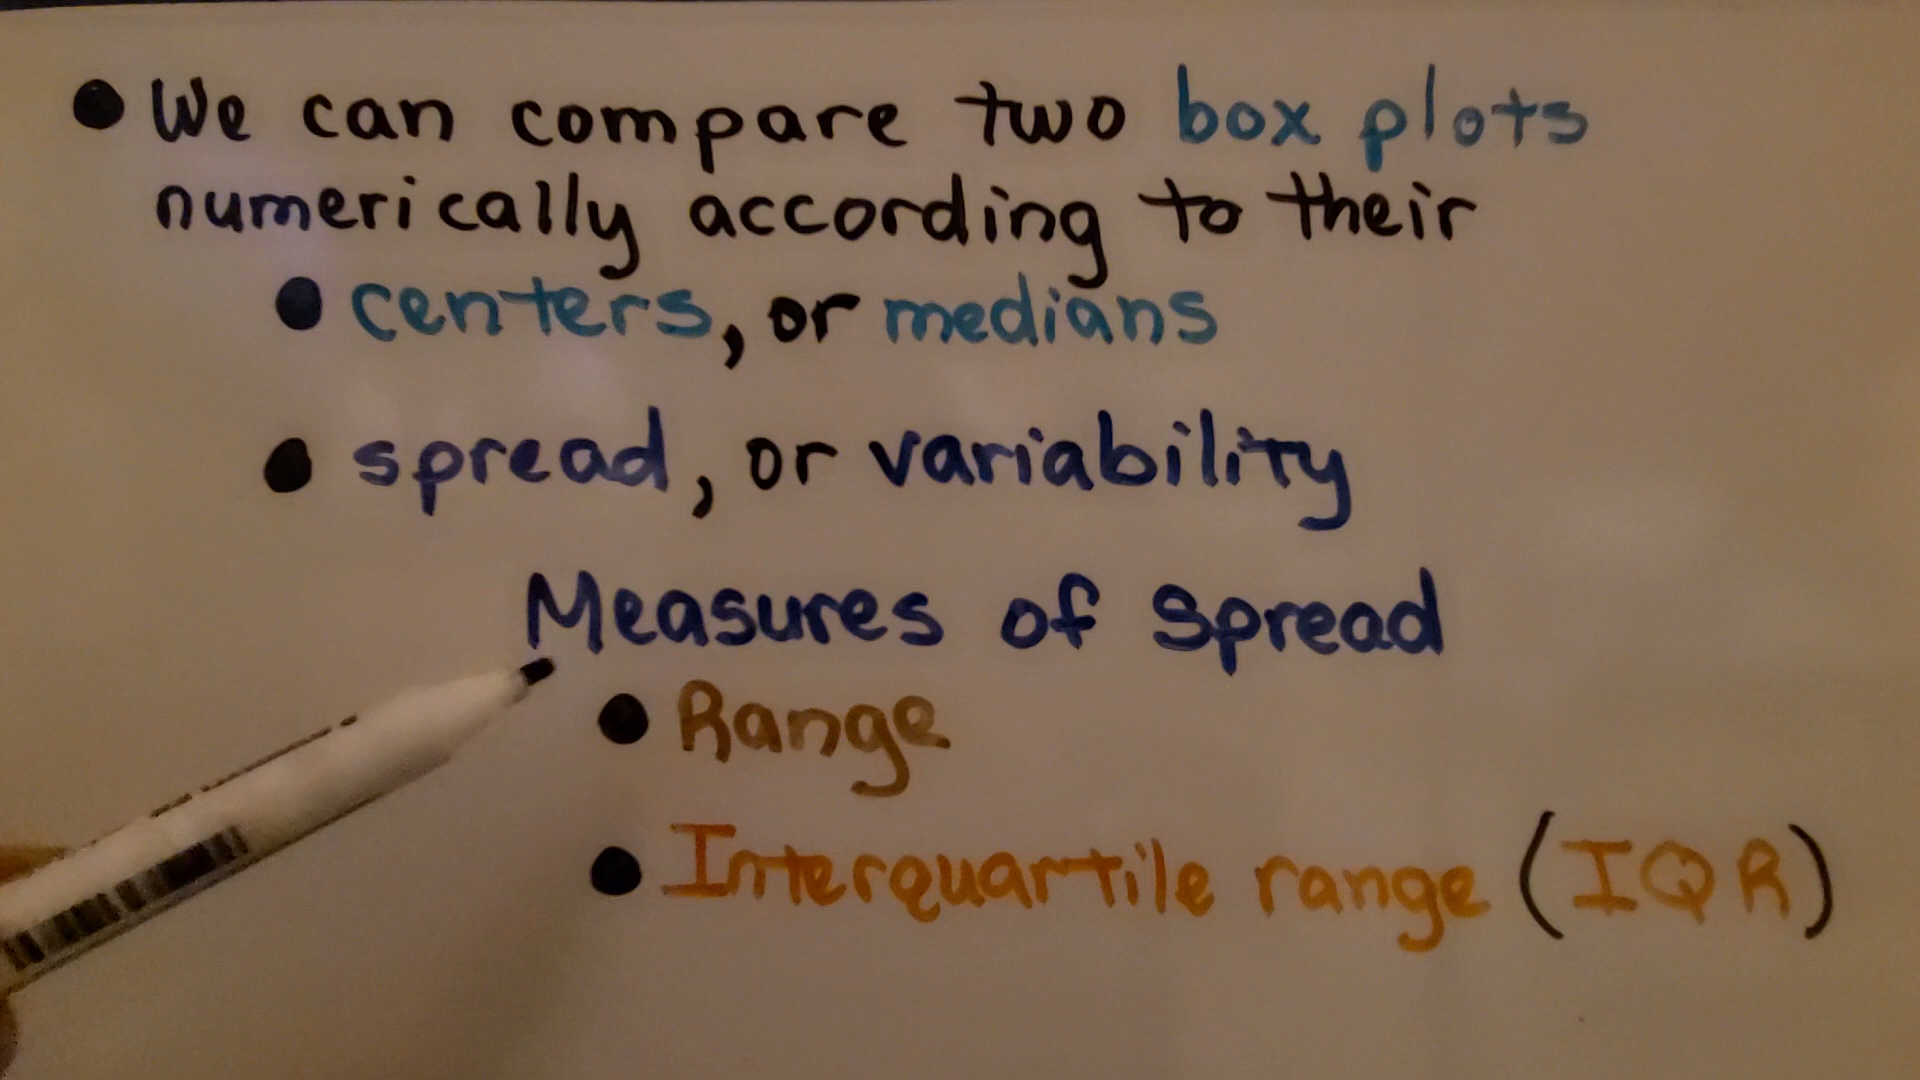 ● We can compare two box plots
numerically according to their
● centers, or medians
● spread, or variability
Measures of Spread
● Range
● Interquartile range (IQR)